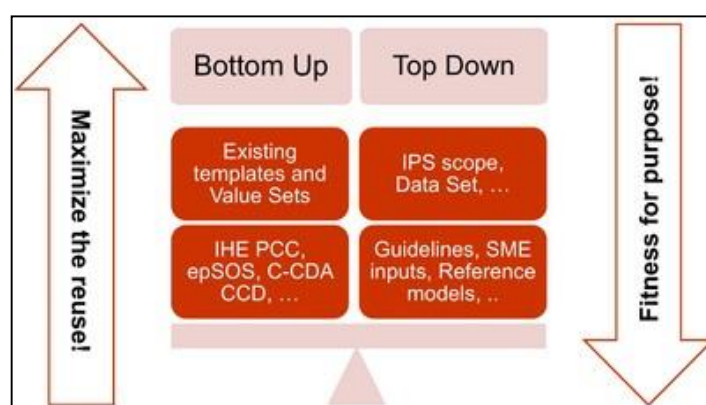 Maximize the reuse!
Bottom Up
Top Down
Existing
templates and
Value Sets
IPS scope,
Data Set, ...
IHE PCC,
epSOS, C-CDA
CCD, ...
Guidelines, SME
inputs, Reference
models, ..
Fitness for purpose!